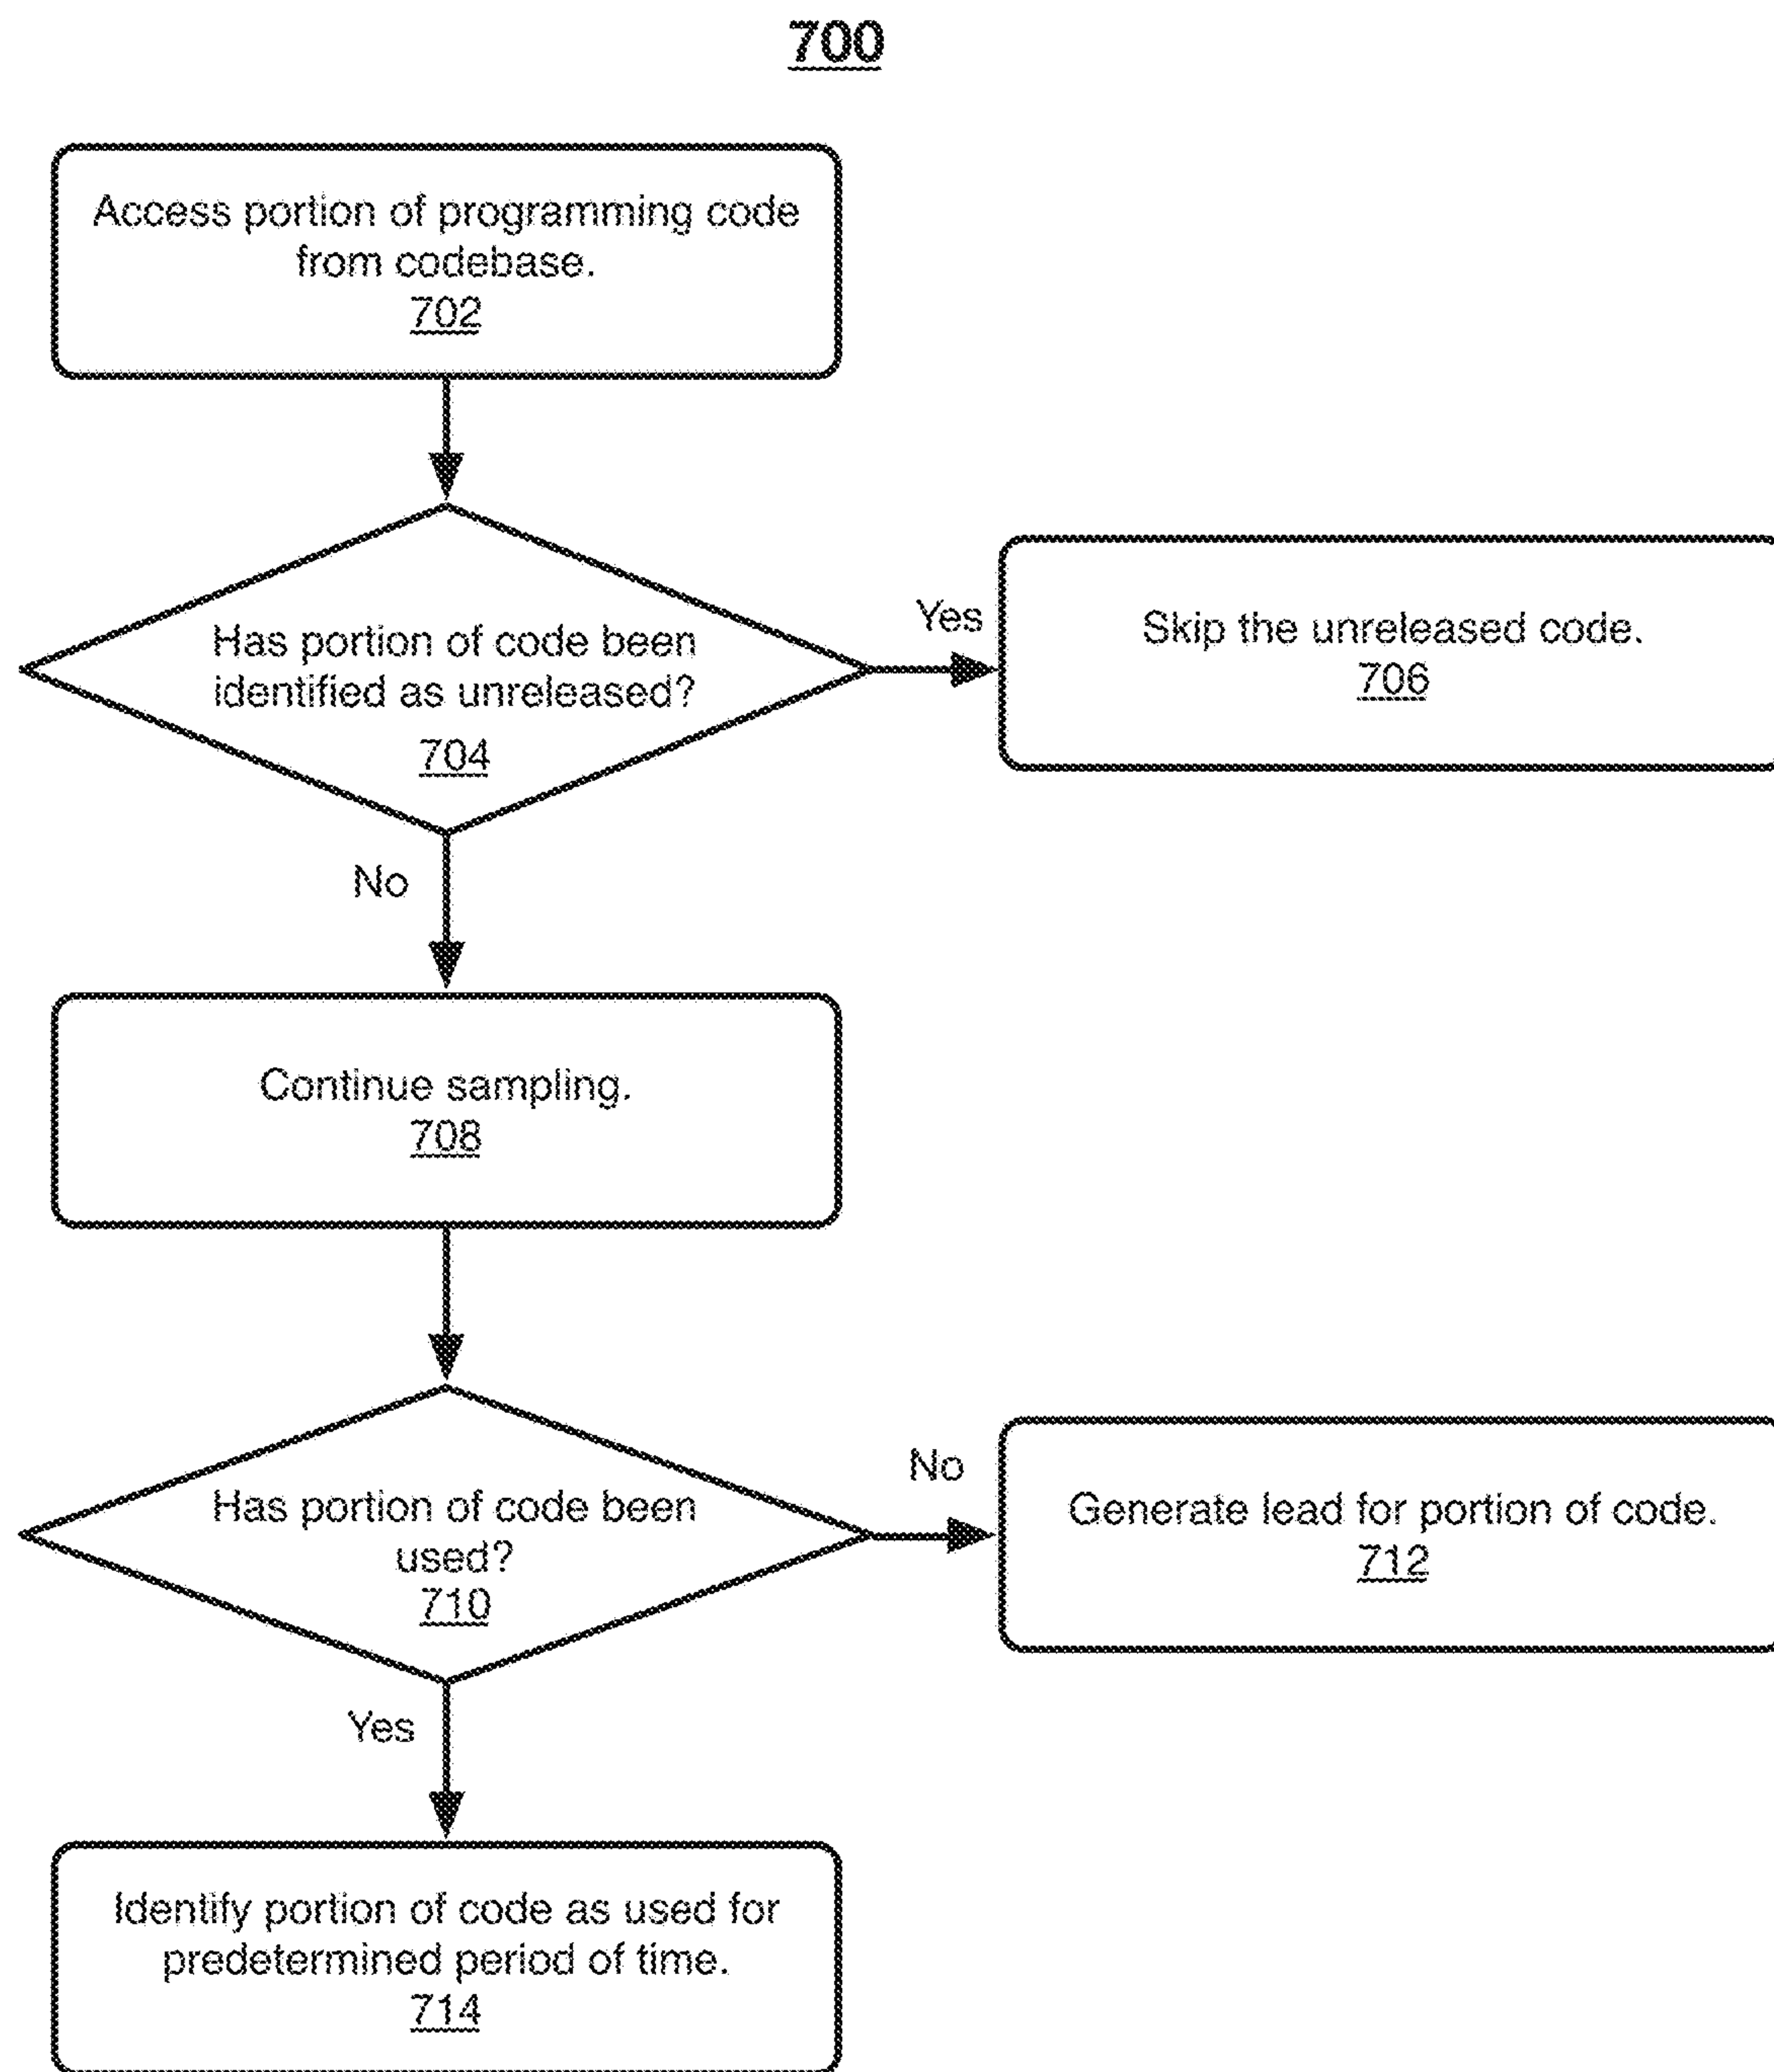 700
Access portion of programming code
from codebase.
702
Has portion of code been
identified as unreleased?
704
Yes
Skip the unreleased code.
706
No
Continue sampling.
708
Has portion of code been
used?
710
No
Generate lead for portion of code.
712
Yes
Identify portion of code as used for
predetermined period of time.
714